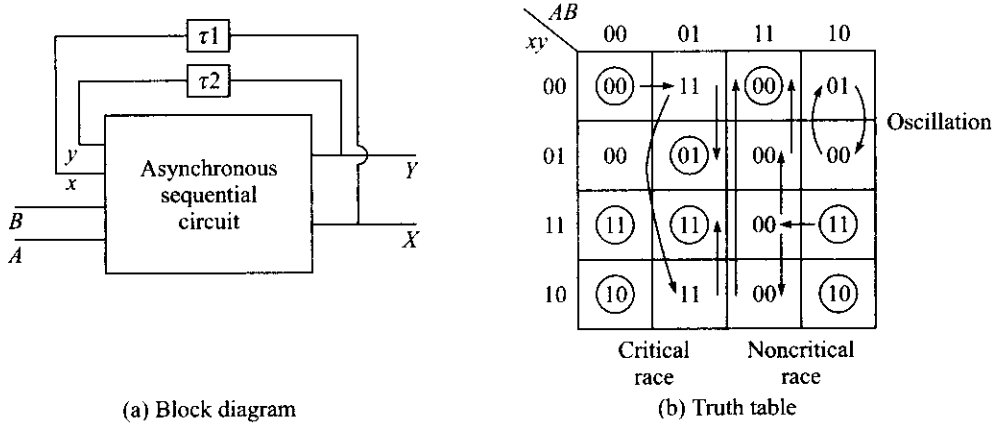 τ1
τ2
y
x
B
A
Asynchronous
sequential
circuit
Y
X
(a) Block diagram
AB
xy
00 01 11 10
00 00 11 00 01
01 00 01 00 00
11 11 11 00 11
10 10 11 00 10
Oscillation
Critical
race
Noncritical
race
(b) Truth table